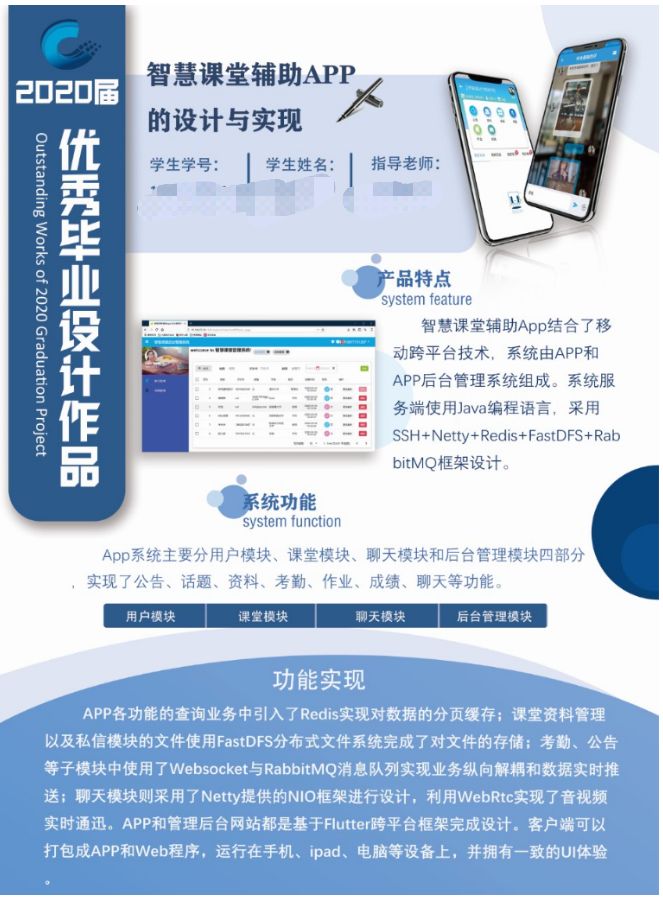 2020届
优秀毕业设计作品
Outstanding Works of 2020 Graduation Project
智慧课堂辅助APP
的设计与实现
学生学号：
学生姓名：
指导老师：
产品特点
system feature
智慧课堂辅助App结合了移
动跨平台技术，系统由APP和
APP后台管理系统组成。系统服
务端使用Java编程语言，采用
SSH+Netty+Redis+FastDFS+Rab
bitMQ框架设计。
系统功能
system function
App系统主要分用户模块、课堂模块、聊天模块和后台管理模块四部分
，实现了公告、话题、资料、考勤、作业、成绩、聊天等功能。
用户模块
课堂模块
聊天模块
后台管理模块
功能实现
APP各功能的查询业务中引入了Redis实现对数据的分页缓存；课堂资料管理
以及私信模块的文件使用FastDFS分布式文件系统完成了对文件的存储；考勤、公告
等子模块中使用了Websocket与RabbitMQ消息队列实现业务纵向解耦和数据实时推
送；聊天模块则采用了Netty提供的NIO框架进行设计，利用WebRtc实现了音视频
实时通迅。APP和管理后台网站都是基于Flutter跨平台框架完成设计。客户端可以
打包成APP和Web程序，运行在手机、ipad、电脑等设备上，并拥有一致的UI体验
。